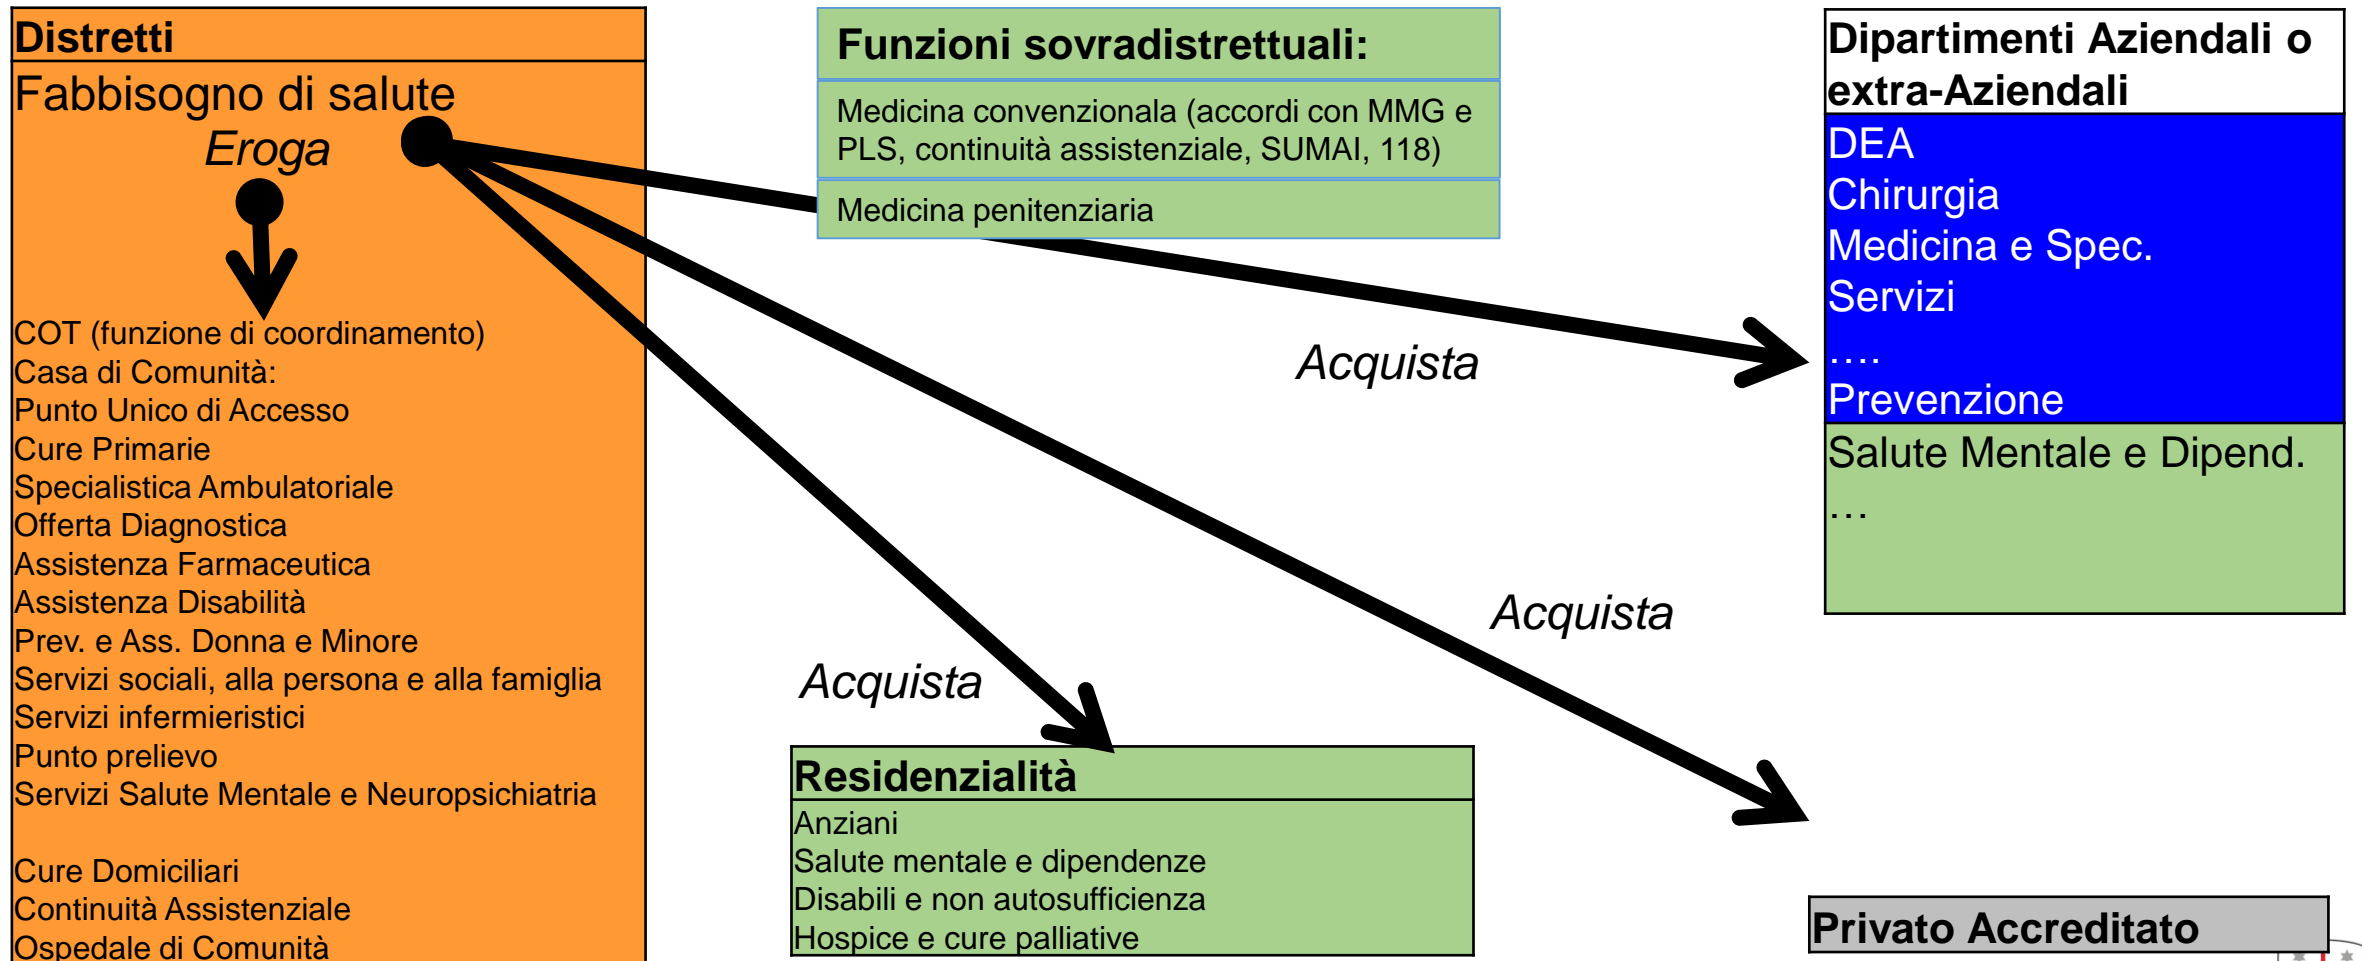 Distretti
Fabbisogno di salute
Eroga
COT (funzione di coordinamento)
Casa di Comunità:
Punto Unico di Accesso
Cure Primarie
Specialistica Ambulatoriale
Offerta Diagnostica
Assistenza Farmaceutica
Assistenza Disabilità
Prev. e Ass. Donna e Minore
Servizi sociali, alla persona e alla famiglia
Servizi infermieristici
Punto prelievo
Servizi Salute Mentale e Neuropsichiatria
Cure Domiciliari
Continuità Assistenziale
Ospedale di Comunità
Funzioni sovradistrettuali:
Medicina convenzionala (accordi con MMG e
PLS, continuità assistenziale, SUMAI, 118)
Medicina penitenziaria
Acquista
Acquista
Acquista
Residenzialità
Anziani
Salute mentale e dipendenze
Disabili e non autosufficienza
Hospice e cure palliative
Dipartimenti Aziendali o
extra-Aziendali
DEA
Chirurgia
Medicina e Spec.
Servizi
….
Prevenzione
Salute Mentale e Dipend.
…
Privato Accreditato